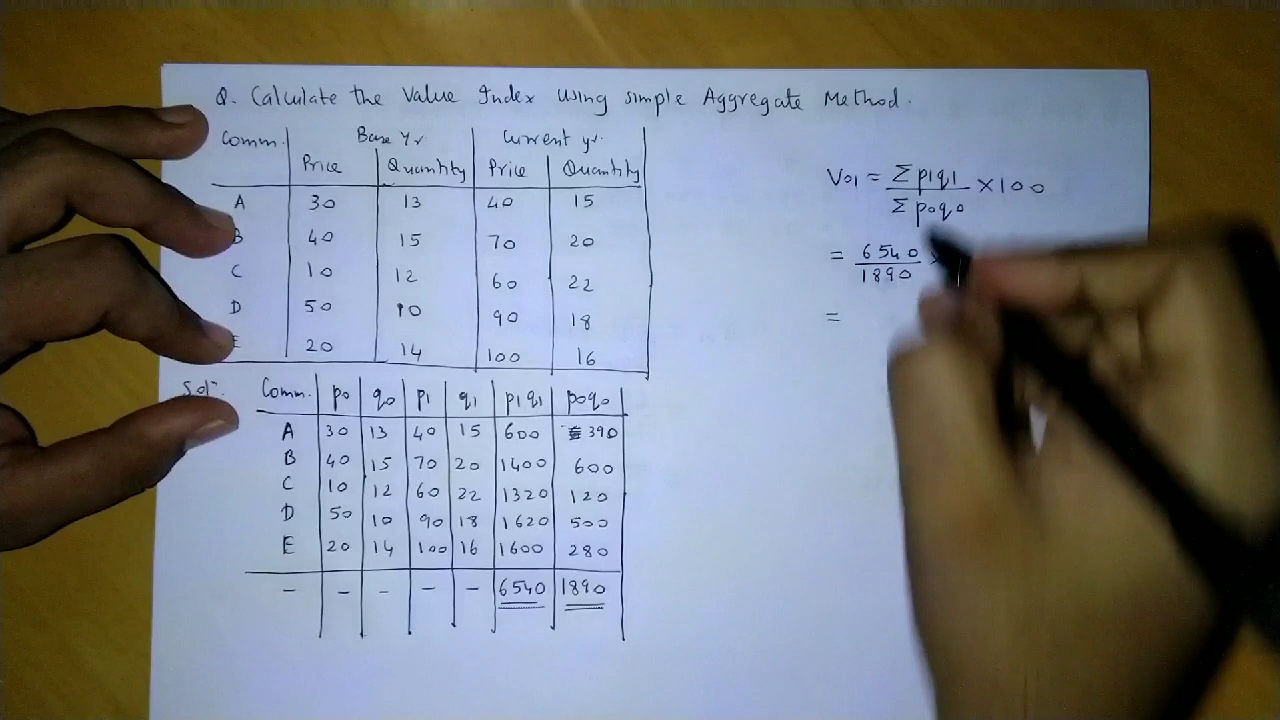 Q. Calculate the Value Index using simple Aggregate Method.
Comm. Base Yr Current yr.
Price Quantity Price Quantity
A 30 13 40 15
B 40 15 70 20
C 10 12 60 22
D 50 10 90 18
E 20 14 100 16
V01 = Σp1q1 / Σp0q0 × 100
= 6540 / 1890
=
Soln.
Comm. p0 q0 p1 q1 p1q1 p0q0
A 30 13 40 15 600 390
B 40 15 70 20 1400 600
C 10 12 60 22 1320 120
D 50 10 90 18 1620 500
E 20 14 100 16 1600 280
– – – – – 6540 1890